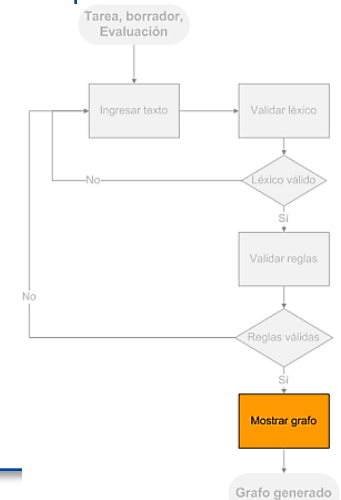 Tarea, borrador,
Evaluación
Ingresar texto
Validar léxico
No
Léxico válido
Sí
Validar reglas
No
Reglas válidas
Sí
Mostrar grafo
Grafo generado